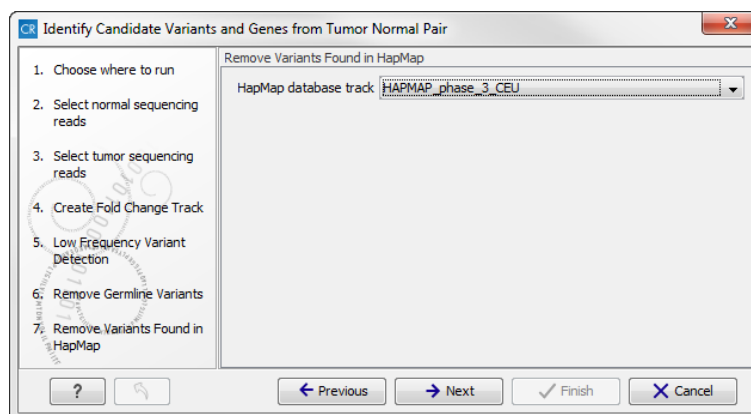 CR Identify Candidate Variants and Genes from Tumor Normal Pair
1. Choose where to run
2. Select normal sequencing
reads
3. Select tumor sequencing
reads
4. Create Fold Change Track
5. Low Frequency Variant
Detection
6. Remove Germline Variants
7. Remove Variants Found in
HapMap
Remove Variants Found in HapMap
HapMap database track HAPMAP_phase_3_CEU
? Previous Next Finish Cancel